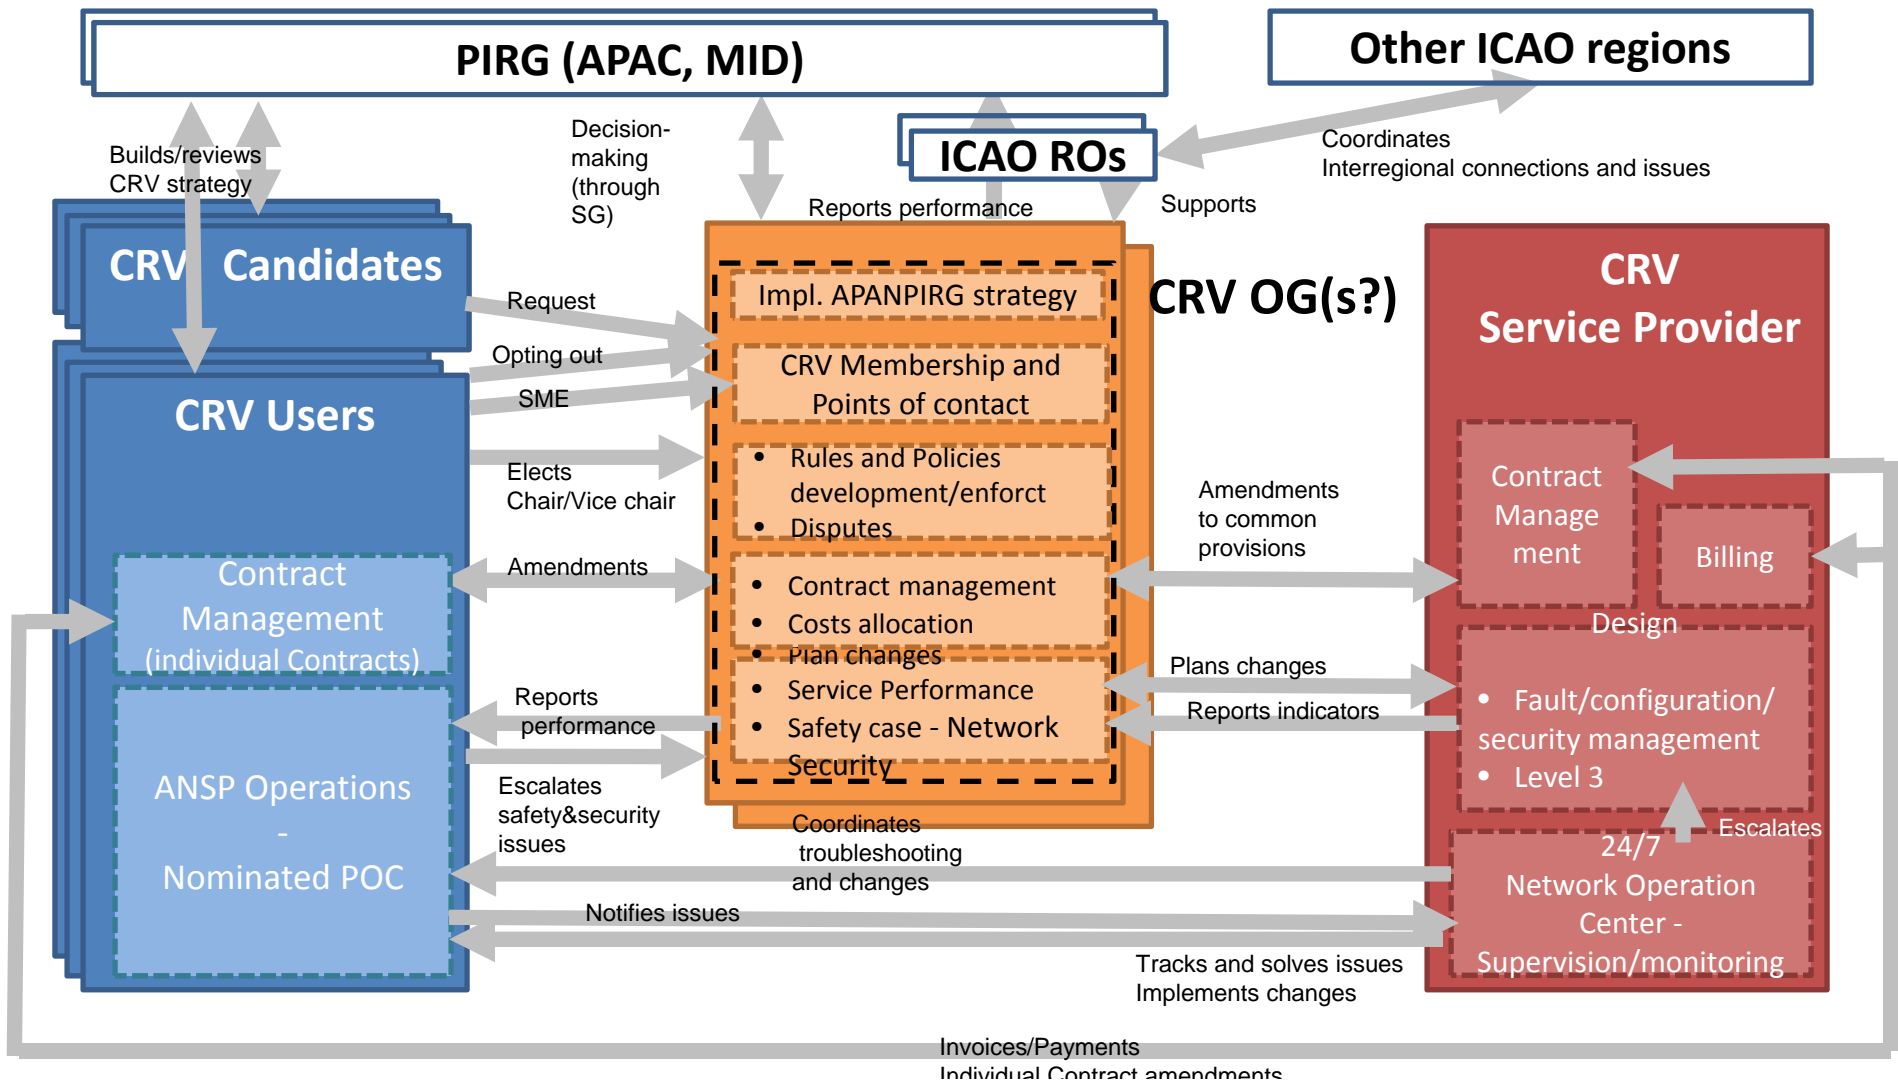 PIRG (APAC, MID)
Other ICAO regions
Decision-
making
(through
SG)
ICAO ROs
Coordinates
Interregional connections and issues
Builds/reviews
CRV strategy
Reports performance
Supports
CRV Candidates
CRV OG(s?)
CRV
Service Provider
Request
Opting out
SME
Impl. APANPIRG strategy
CRV Membership and
Points of contact
CRV Users
Elects
Chair/Vice chair
• Rules and Policies
development/enforct
• Disputes
Amendments
to common
provisions
Contract
Manage
ment
Billing
Contract
Management
(individual Contracts)
Amendments
• Contract management
• Costs allocation
• Plan changes
• Service Performance
• Safety case - Network
Security
Plans changes
Reports indicators
Design
• Fault/configuration/
security management
• Level 3
Reports
performance
Escalates
safety&security
issues
ANSP Operations
-
Nominated POC
Coordinates
troubleshooting
and changes
Escalates
24/7
Network Operation
Center -
Supervision/monitoring
Notifies issues
Tracks and solves issues
Implements changes
Invoices/Payments
Individual Contract amendments